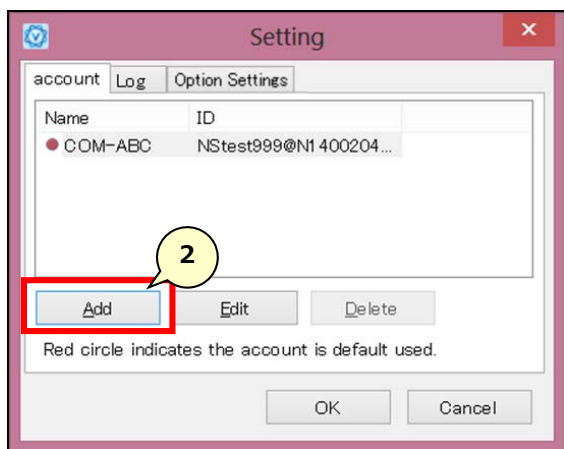 Setting
account Log Option Settings
Name ID
COM-ABC NStest999@N1400204...
2
Add Edit Delete
Red circle indicates the account is default used.
OK Cancel